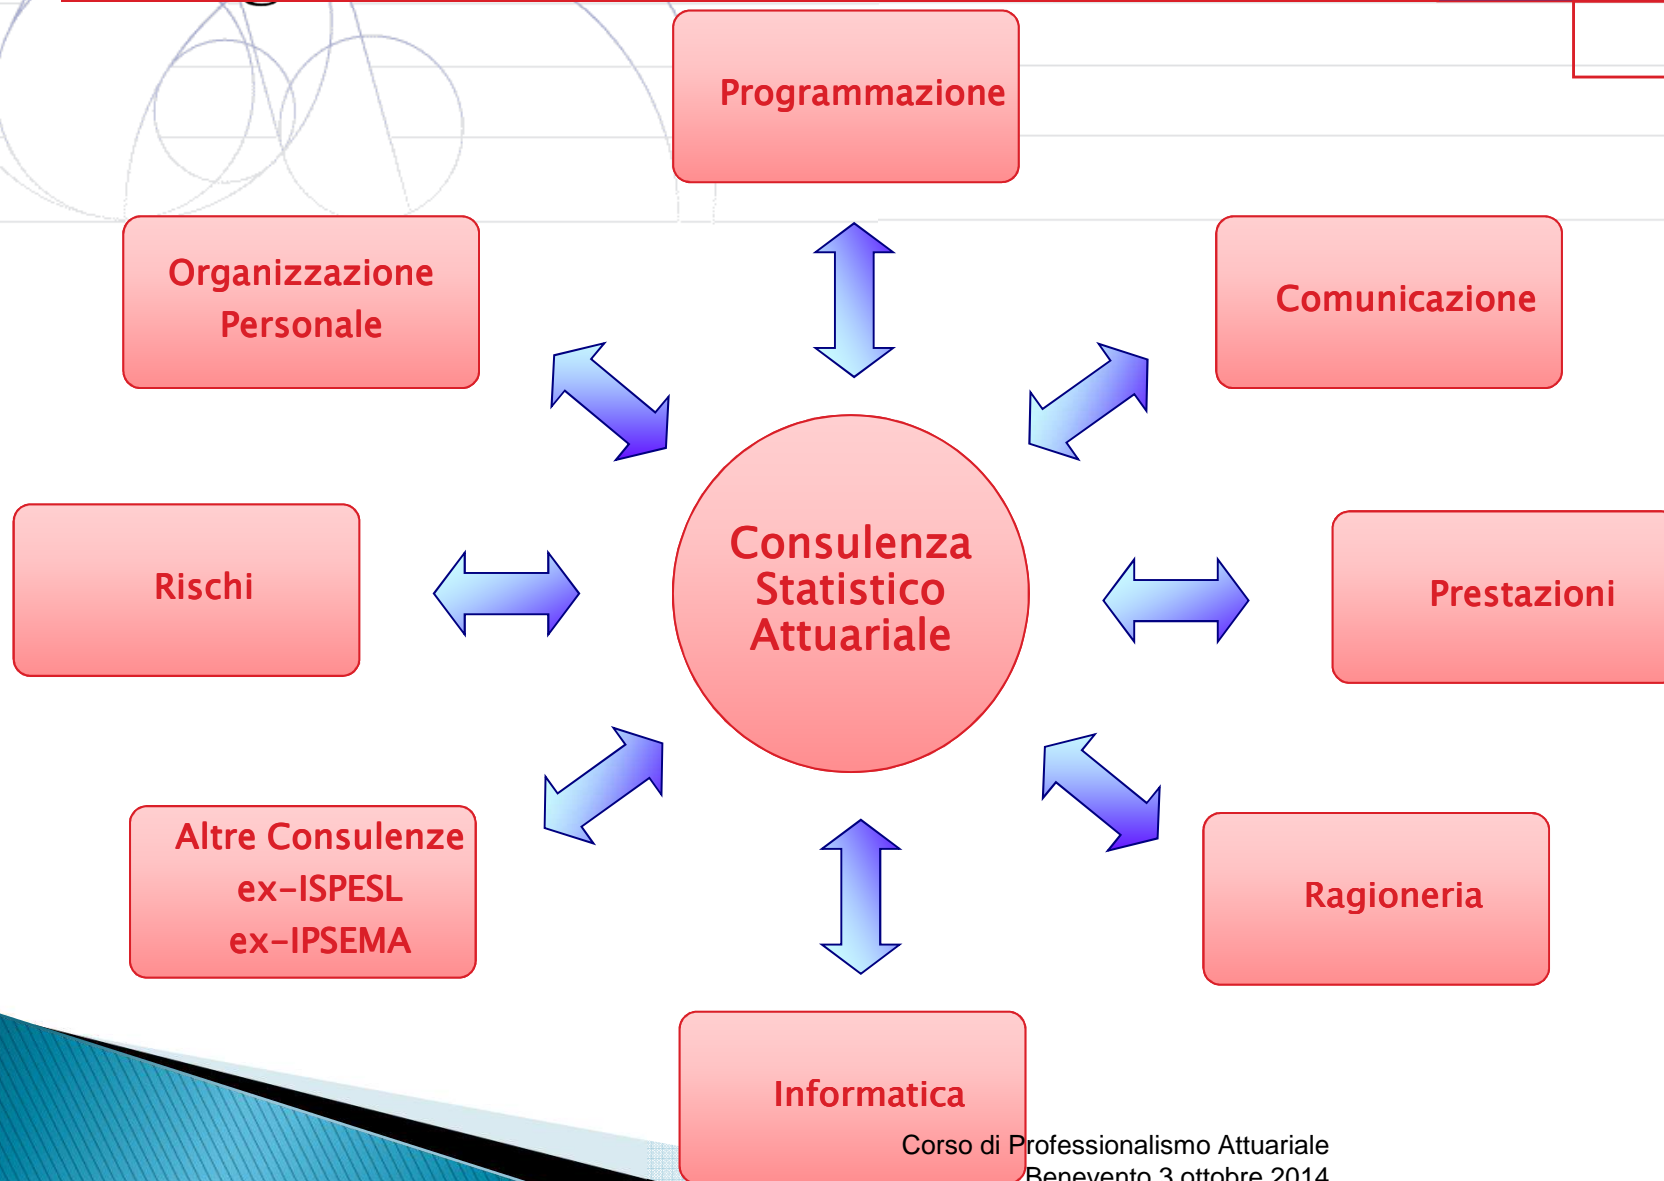 Programmazione
Organizzazione
Personale
Comunicazione
Consulenza
Statistico
Attuariale
Rischi
Prestazioni
Altre Consulenze
ex-ISPESL
ex-IPSEMA
Ragioneria
Informatica
Corso di Professionalismo Attuariale
Benevento 3 ottobre 2014